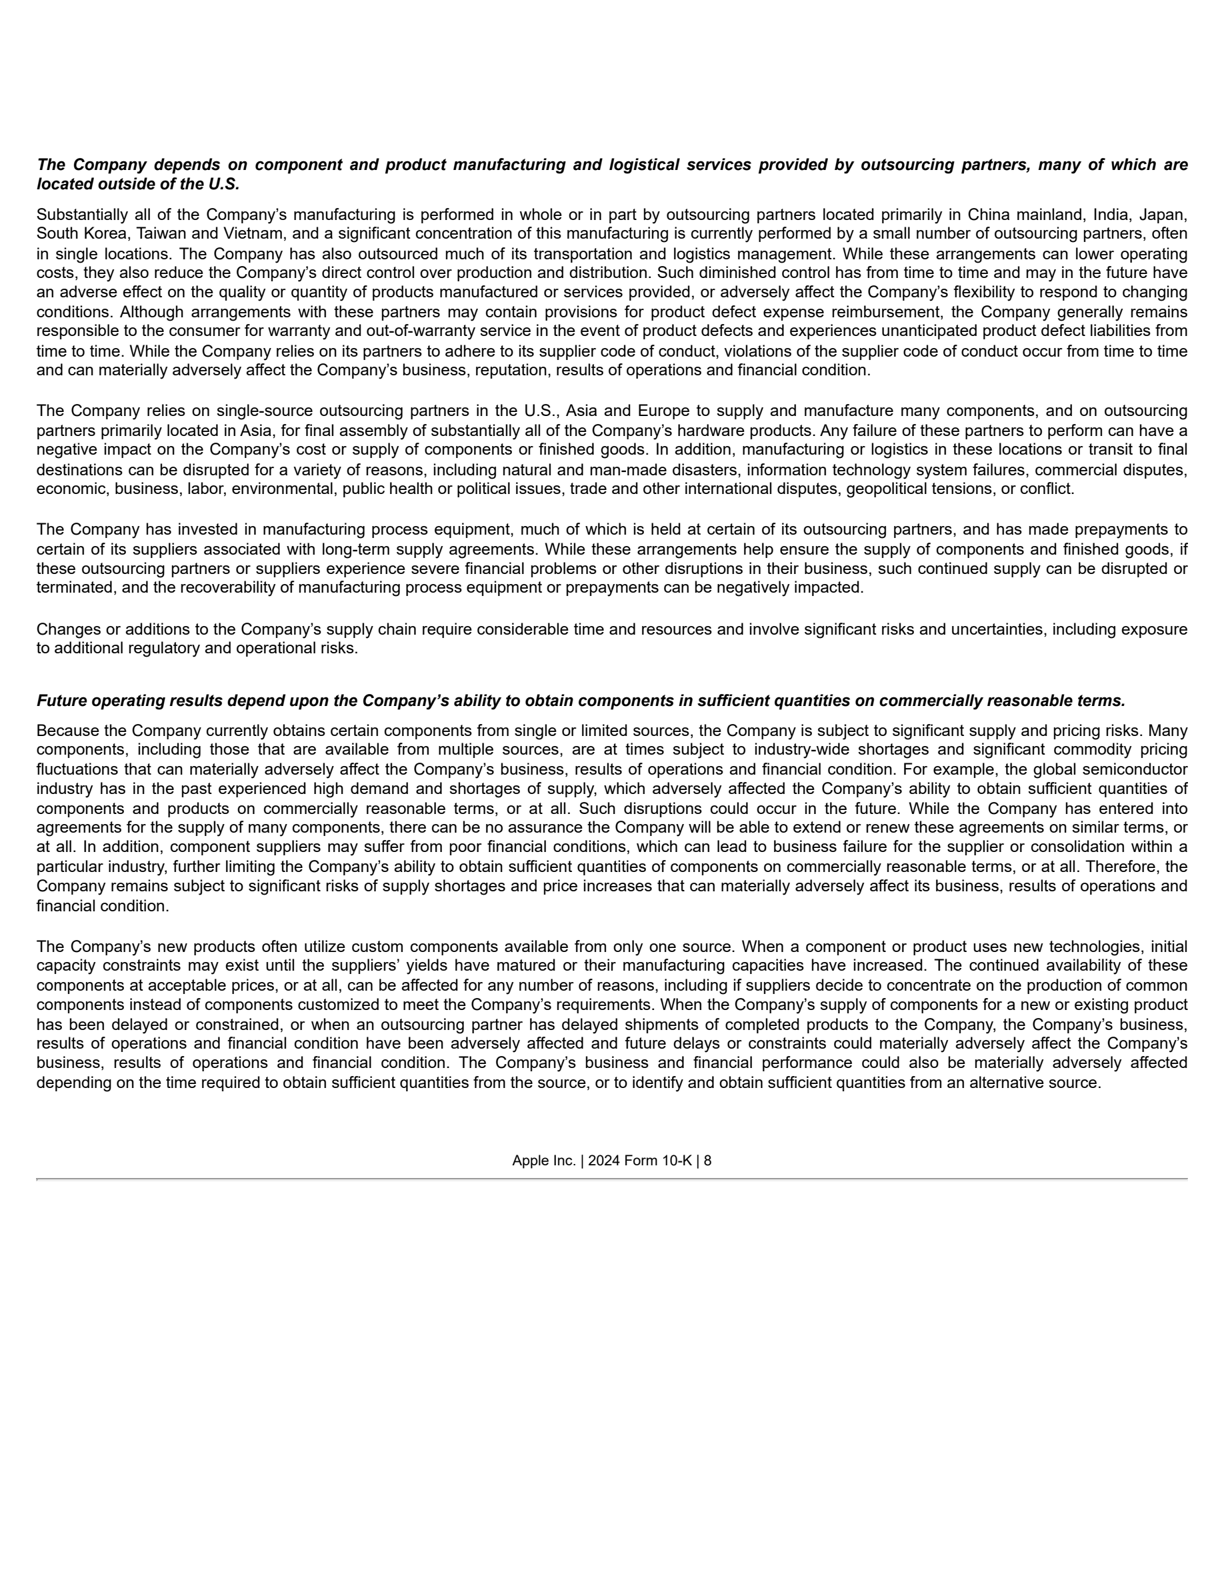 The Company depends on component and product manufacturing and logistical services provided by outsourcing partners, many of which are
located outside of the U.S.
Substantially all of the Company’s manufacturing is performed in whole or in part by outsourcing partners located primarily in China mainland, India, Japan,
South Korea, Taiwan and Vietnam, and a significant concentration of this manufacturing is currently performed by a small number of outsourcing partners, often
in single locations. The Company has also outsourced much of its transportation and logistics management. While these arrangements can lower operating
costs, they also reduce the Company’s direct control over production and distribution. Such diminished control has from time to time and may in the future have
an adverse effect on the quality or quantity of products manufactured or services provided, or adversely affect the Company’s flexibility to respond to changing
conditions. Although arrangements with these partners may contain provisions for product defect expense reimbursement, the Company generally remains
responsible to the consumer for warranty and out-of-warranty service in the event of product defects and experiences unanticipated product defect liabilities from
time to time. While the Company relies on its partners to adhere to its supplier code of conduct, violations of the supplier code of conduct occur from time to time
and can materially adversely affect the Company’s business, reputation, results of operations and financial condition.
The Company relies on single-source outsourcing partners in the U.S., Asia and Europe to supply and manufacture many components, and on outsourcing
partners primarily located in Asia, for final assembly of substantially all of the Company’s hardware products. Any failure of these partners to perform can have a
negative impact on the Company’s cost or supply of components or finished goods. In addition, manufacturing or logistics in these locations or transit to final
destinations can be disrupted for a variety of reasons, including natural and man-made disasters, information technology system failures, commercial disputes,
economic, business, labor, environmental, public health or political issues, trade and other international disputes, geopolitical tensions, or conflict.
The Company has invested in manufacturing process equipment, much of which is held at certain of its outsourcing partners, and has made prepayments to
certain of its suppliers associated with long-term supply agreements. While these arrangements help ensure the supply of components and finished goods, if
these outsourcing partners or suppliers experience severe financial problems or other disruptions in their business, such continued supply can be disrupted or
terminated, and the recoverability of manufacturing process equipment or prepayments can be negatively impacted.
Changes or additions to the Company’s supply chain require considerable time and resources and involve significant risks and uncertainties, including exposure
to additional regulatory and operational risks.
Future operating results depend upon the Company’s ability to obtain components in sufficient quantities on commercially reasonable terms.
Because the Company currently obtains certain components from single or limited sources, the Company is subject to significant supply and pricing risks. Many
components, including those that are available from multiple sources, are at times subject to industry-wide shortages and significant commodity pricing
fluctuations that can materially adversely affect the Company’s business, results of operations and financial condition. For example, the global semiconductor
industry has in the past experienced high demand and shortages of supply, which adversely affected the Company’s ability to obtain sufficient quantities of
components and products on commercially reasonable terms, or at all. Such disruptions could occur in the future. While the Company has entered into
agreements for the supply of many components, there can be no assurance the Company will be able to extend or renew these agreements on similar terms, or
at all. In addition, component suppliers may suffer from poor financial conditions, which can lead to business failure for the supplier or consolidation within a
particular industry, further limiting the Company’s ability to obtain sufficient quantities of components on commercially reasonable terms, or at all. Therefore, the
Company remains subject to significant risks of supply shortages and price increases that can materially adversely affect its business, results of operations and
financial condition.
The Company’s new products often utilize custom components available from only one source. When a component or product uses new technologies, initial
capacity constraints may exist until the suppliers’ yields have matured or their manufacturing capacities have increased. The continued availability of these
components at acceptable prices, or at all, can be affected for any number of reasons, including if suppliers decide to concentrate on the production of common
components instead of components customized to meet the Company’s requirements. When the Company’s supply of components for a new or existing product
has been delayed or constrained, or when an outsourcing partner has delayed shipments of completed products to the Company, the Company’s business,
results of operations and financial condition have been adversely affected and future delays or constraints could materially adversely affect the Company’s
business, results of operations and financial condition. The Company’s business and financial performance could also be materially adversely affected
depending on the time required to obtain sufficient quantities from the source, or to identify and obtain sufficient quantities from an alternative source.
Apple Inc. | 2024 Form 10-K | 8